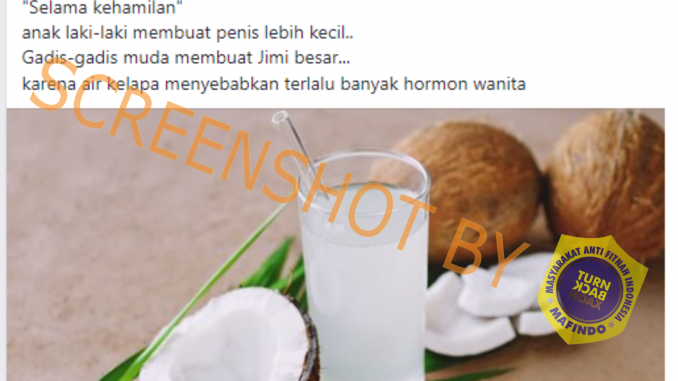 "Selama kehamilan"
anak laki-laki membuat penis lebih kecil..
Gadis-gadis muda membuat Jimi besar...
karena air kelapa menyebabkan terlalu banyak hormon wanita
SCREENSHOT BY
MASYARAKAT ANTI FITNAH INDONESIA
TURN
BACK
HOAX
MAFINDO